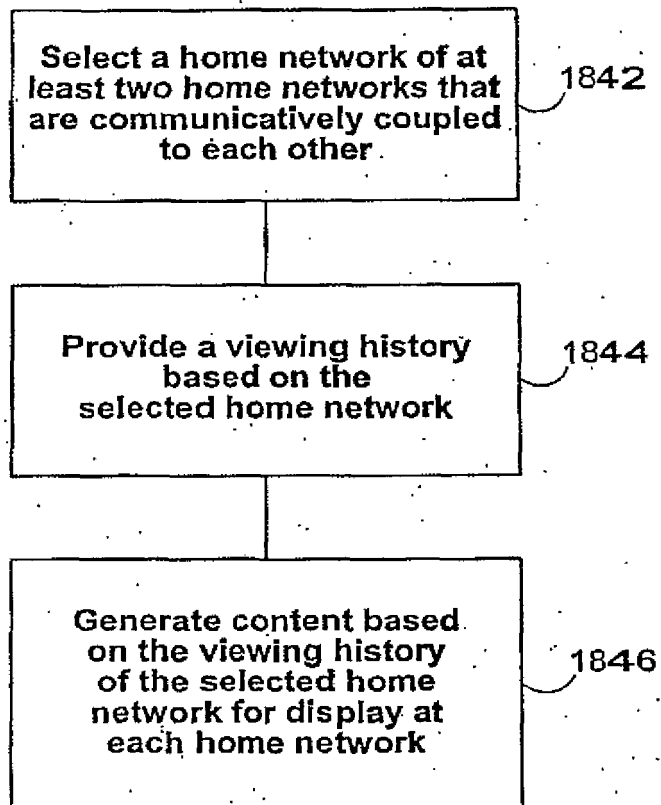 Select a home network of at
least two home networks that
are communicatively coupled
to each other
1842
Provide a viewing history
based on the
selected home network
1844
Generate content based
on the viewing history
of the selected home
network for display at
each home network
1846